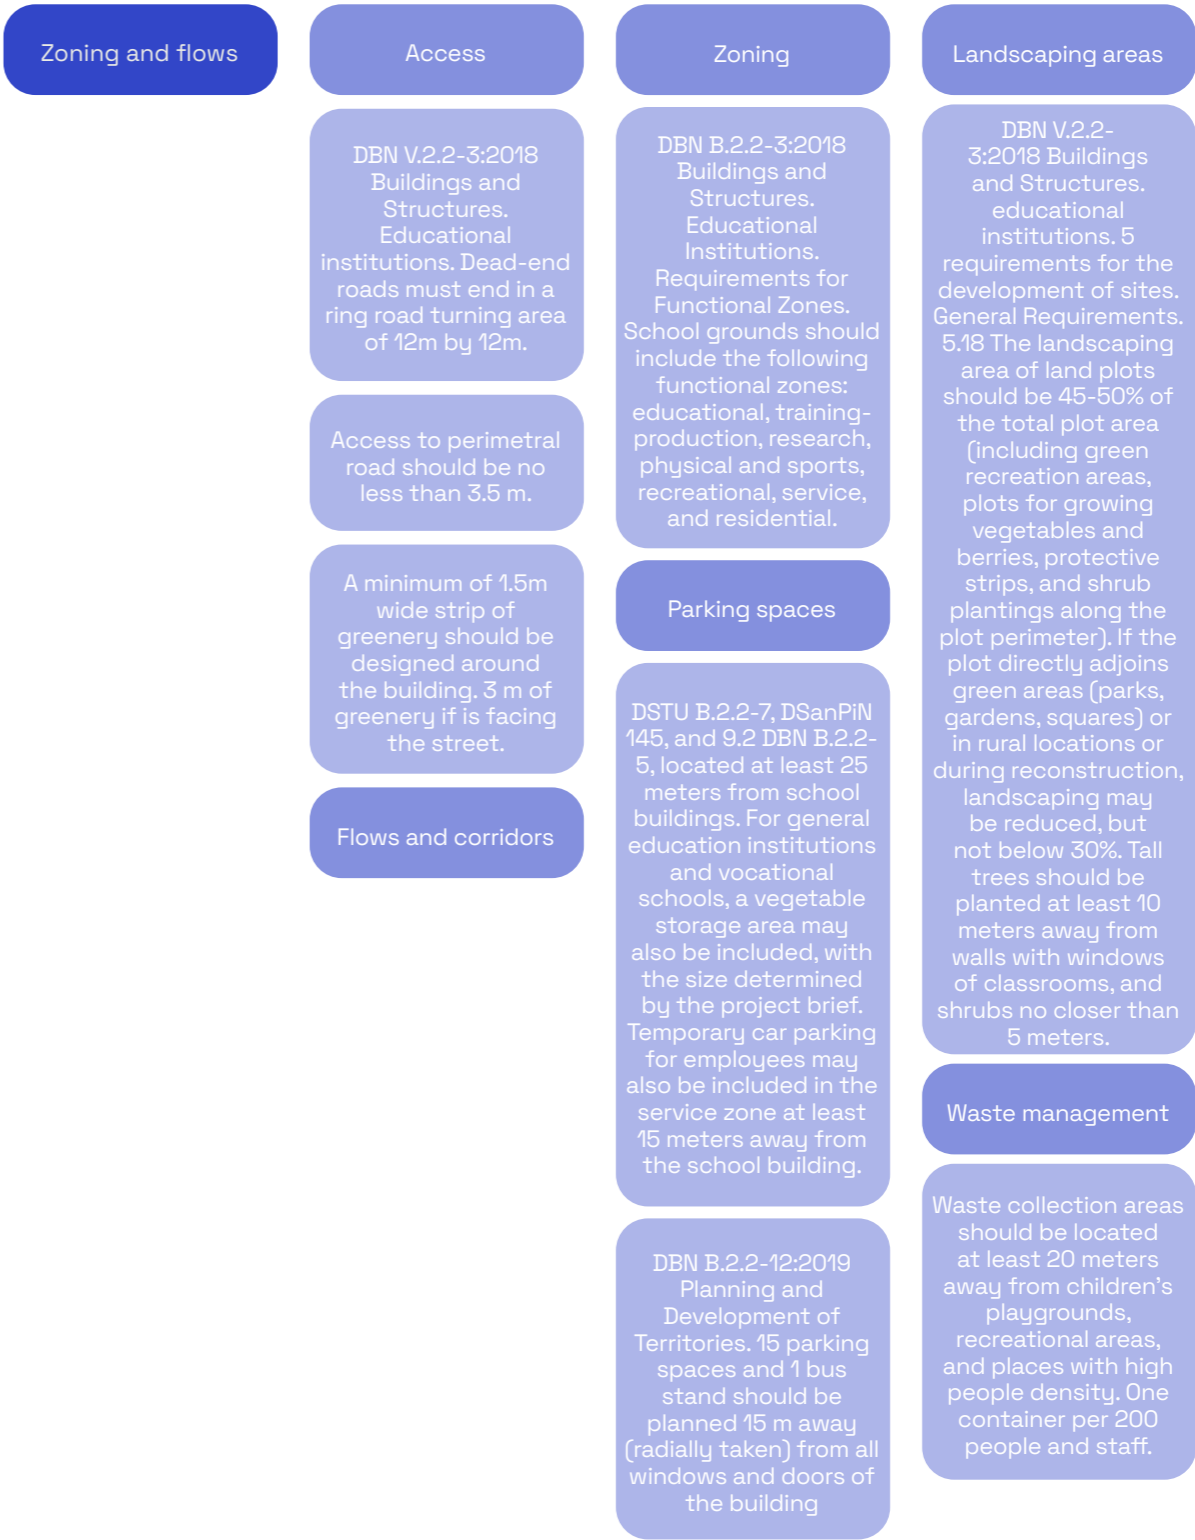 Zoning and flows
Access
DBN V.2.2-3:2018
Buildings and
Structures.
Educational
institutions. Dead-end
roads must end in a
ring road turning area
of 12m by 12m.
Access to perimetral
road should be no
less than 3.5 m.
A minimum of 1.5m
wide strip of
greenery should be
designed around
the building. 3 m of
greenery if is facing
the street.
Flows and corridors
Zoning
DBN B.2.2-3:2018
Buildings and
Structures.
Educational
Institutions.
Requirements for
Functional Zones.
School grounds should
include the following
functional zones:
educational, training-
production, research,
physical and sports,
recreational, service,
and residential.
Parking spaces
DSTU B.2.2-7, DSanPiN
145, and 9.2 DBN B.2.2-
5, located at least 25
meters from school
buildings. For general
education institutions
and vocational
schools, a vegetable
storage area may
also be included, with
the size determined
by the project brief.
Temporary car parking
for employees may
also be included in the
service zone at least
15 meters away from
the school building.
DBN B.2.2-12:2019
Planning and
Development of
Territories. 15 parking
spaces and 1 bus
stand should be
planned 15 m away
(radially taken) from all
windows and doors of
the building
Landscaping areas
DBN V.2.2-
3:2018 Buildings
and Structures.
educational
institutions. 5
requirements for the
development of sites.
General Requirements.
5.18 The landscaping
area of land plots
should be 45-50% of
the total plot area
(including green
recreation areas,
plots for growing
vegetables and
berries, protective
strips, and shrub
plantings along the
plot perimeter). If the
plot directly adjoins
green areas (parks,
gardens, squares) or
in rural locations or
during reconstruction,
landscaping may
be reduced, but
not below 30%. Tall
trees should be
planted at least 10
meters away from
walls with windows
of classrooms, and
shrubs no closer than
5 meters.
Waste management
Waste collection areas
should be located
at least 20 meters
away from children's
playgrounds,
recreational areas,
and places with high
people density. One
container per 200
people and staff.